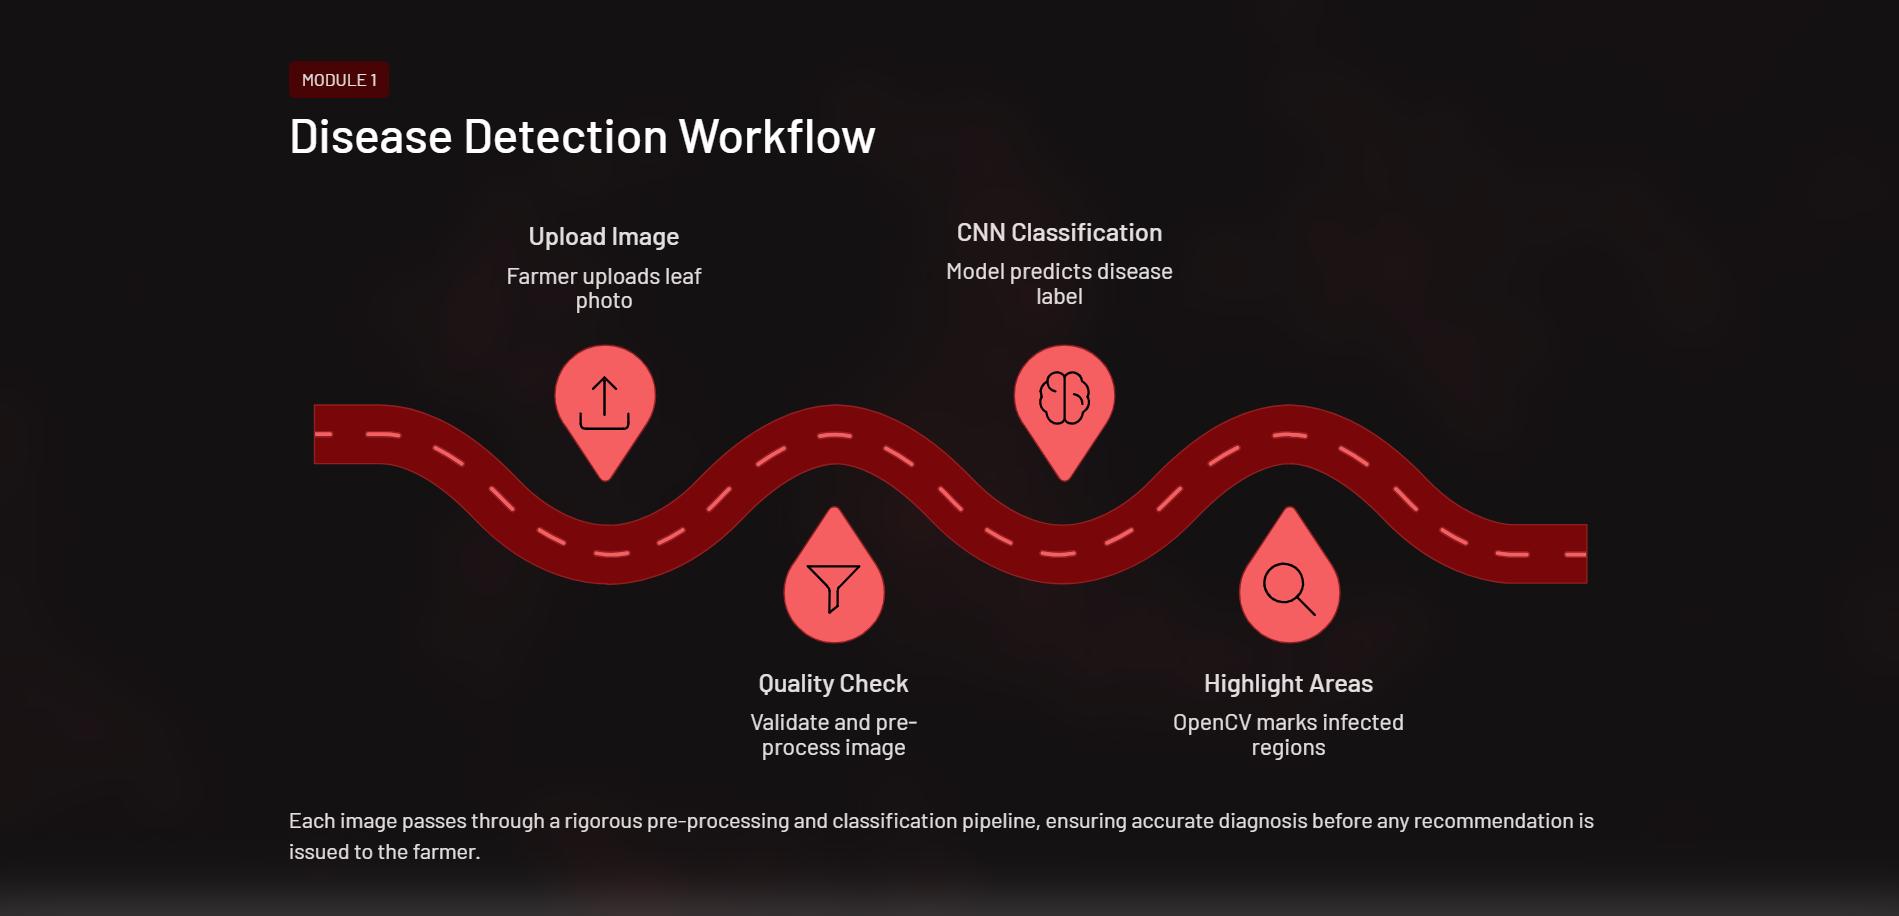 MODULE 1
Disease Detection Workflow
Upload Image
Farmer uploads leaf
photo
CNN Classification
Model predicts disease
label
Quality Check
Validate and pre-
process image
Highlight Areas
OpenCV marks infected
regions
Each image passes through a rigorous pre-processing and classification pipeline, ensuring accurate diagnosis before any recommendation is
issued to the farmer.